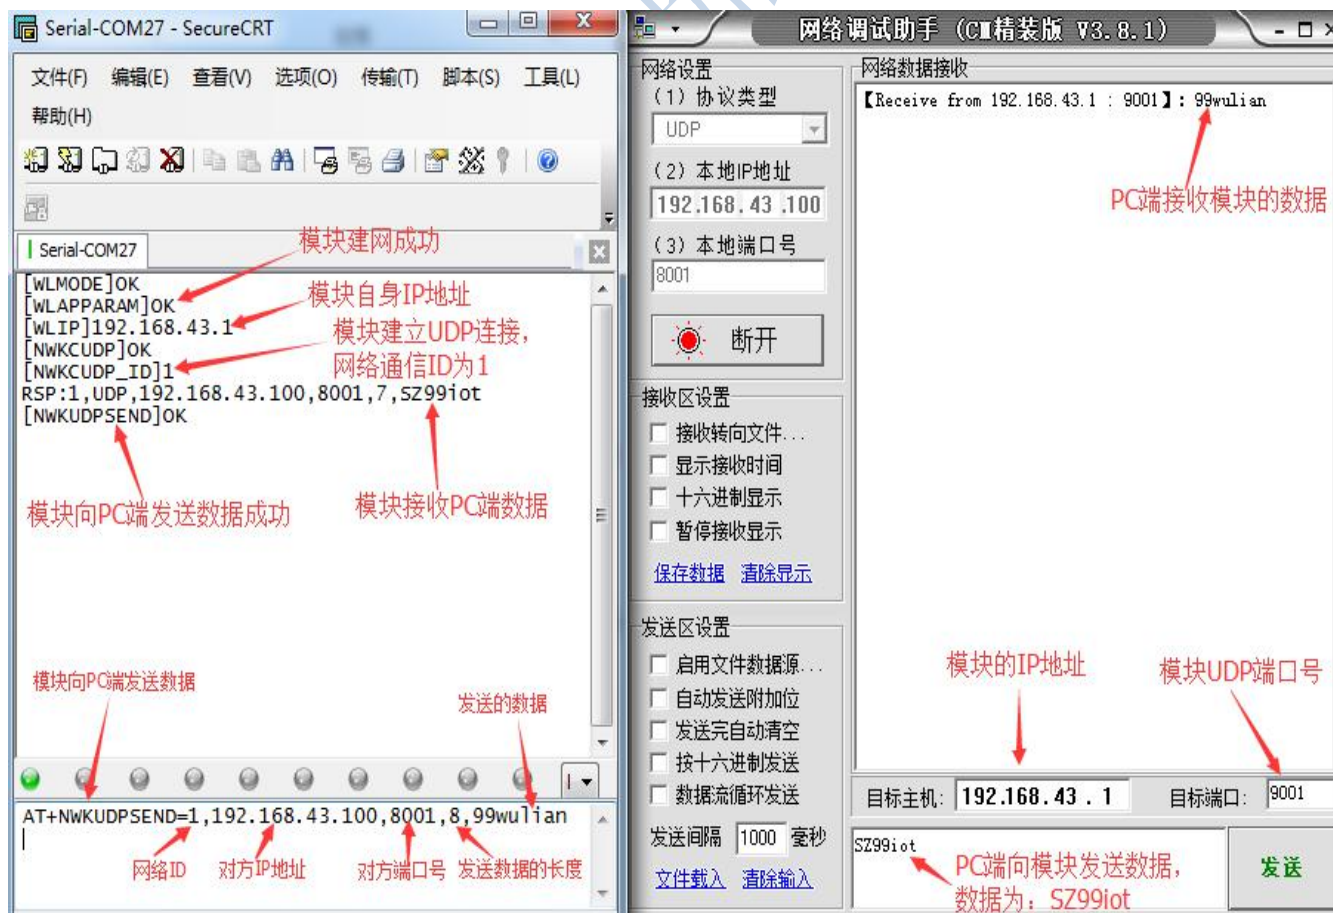 Serial-COM27 - SecureCRT
文件(F) 编辑(E) 查看(V) 选项(O) 传输(T) 脚本(S) 工具(L)
帮助(H)
Serial-COM27
模块建网成功
[WLMODE]OK
[WLAPPARAM]OK
模块自身IP地址
[WLIP]192.168.43.1
模块建立UDP连接，
网络通信ID为1
[NWKCUDP]OK
[NWKCUDP_ID]1
RSP:1,UDP,192.168.43.100,8001,7,SZ99iot
[NWKUDPSEND]OK
模块向PC端发送数据成功
模块接收PC端数据
模块向PC端发送数据
发送的数据
AT+NWKUDPSEND=1,192.168.43.100,8001,8,99wulian
网络ID 对方IP地址 对方端口号 发送数据的长度
网络调试助手 (C■精装版 V3.8.1)
网络设置
(1) 协议类型
UDP
(2) 本地IP地址
192.168. 43 .100
(3) 本地端口号
8001
断开
接收区设置
接收转向文件...
显示接收时间
十六进制显示
暂停接收显示
保存数据 清除显示
发送区设置
启用文件数据源...
自动发送附加位
发送完自动清空
按十六进制发送
数据流循环发送
发送间隔 1000 毫秒
文件载入 清除输入
网络数据接收
【Receive from 192.168.43.1 : 9001】: 99wulian
PC端接收模块的数据
模块的IP地址
模块UDP端口号
目标主机: 192.168. 43 . 1 目标端口: 9001
SZ99iot
PC端向模块发送数据，
数据为：SZ99iot
发送